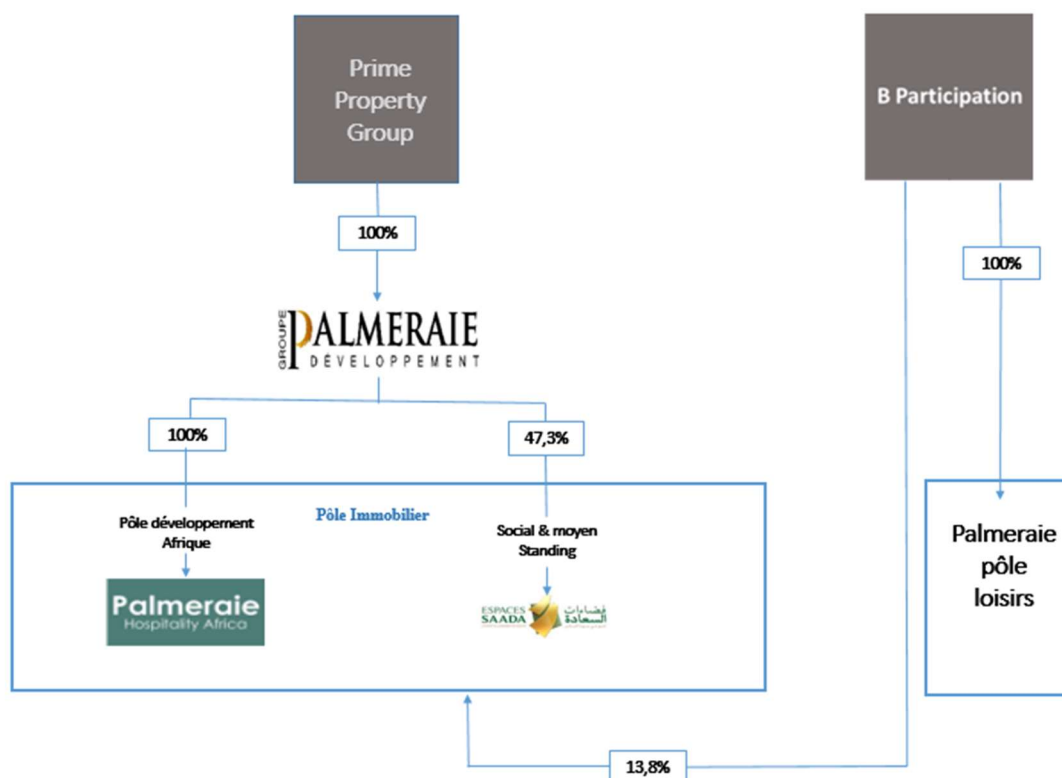 Prime
Property
Group
B Participation
100%
100%
GROUPE
PALMERAIE
DÉVELOPPEMENT
100%
47,3%
Pôle Immobilier
Pôle développement
Afrique
Social & moyen
Standing
Palmeraie
Hospitality Africa
ESPACES
SAADA
فضاءات
السعادة
Palmeraie
pôle
loisirs
13,8%